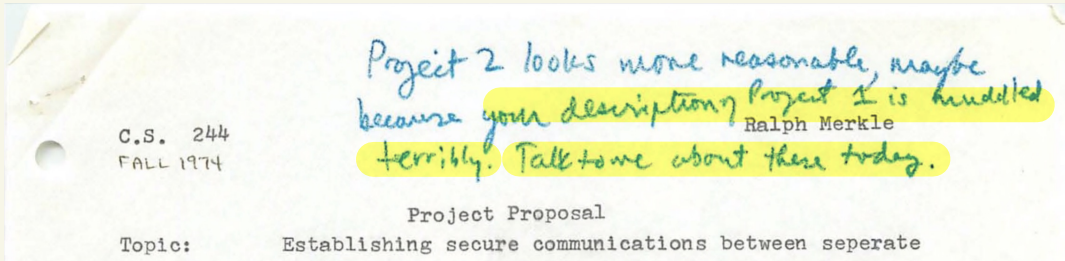 Project 2 looks more reasonable, maybe
because your description of Project 1 is muddled
terribly. Talk to me about these today.
C.S. 244
Ralph Merkle
FALL 1974
Project Proposal
Topic: Establishing secure communications between seperate